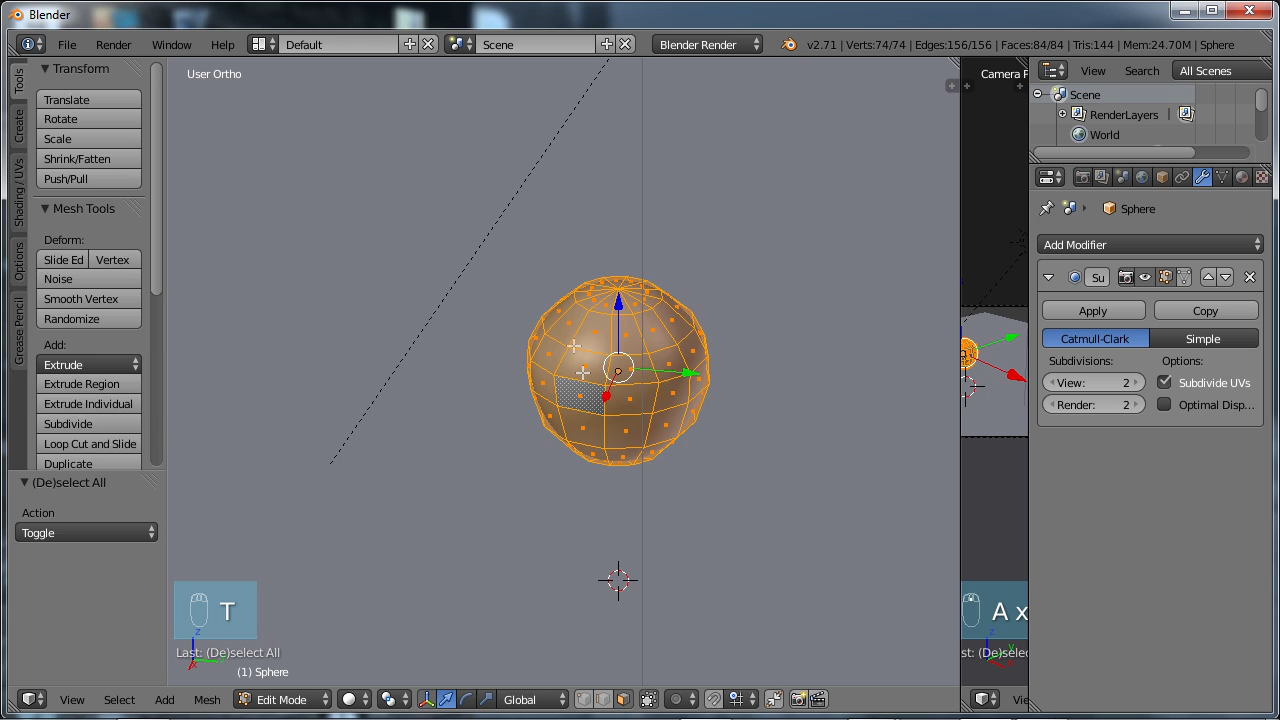 Blender
File Render Window Help Default Scene Blender Render v2.71 | Verts:74/74 | Edges:156/156 | Faces:84/84 | Tris:144 | Mem:24.70M | Sphere
Tools
Create
Shading / UVs
Options
Grease Pencil
Transform
Translate
Rotate
Scale
Shrink/Fatten
Push/Pull
Mesh Tools
Deform:
Slide Ed Vertex
Noise
Smooth Vertex
Randomize
Add:
Extrude
Extrude Region
Extrude Individual
Subdivide
Loop Cut and Slide
Duplicate
(De)select All
Action
Toggle
User Ortho
T
z
Last: (De)select All
(1) Sphere
View Select Add Mesh Edit Mode Global
Camera P
A x
z
y
st: (De)selec
Vie
View Search All Scenes
Scene
RenderLayers |
World
Sphere
Add Modifier
Su
Apply Copy
Catmull-Clark Simple
Subdivisions: Options:
View: 2 Subdivide UVs
Render: 2 Optimal Disp...